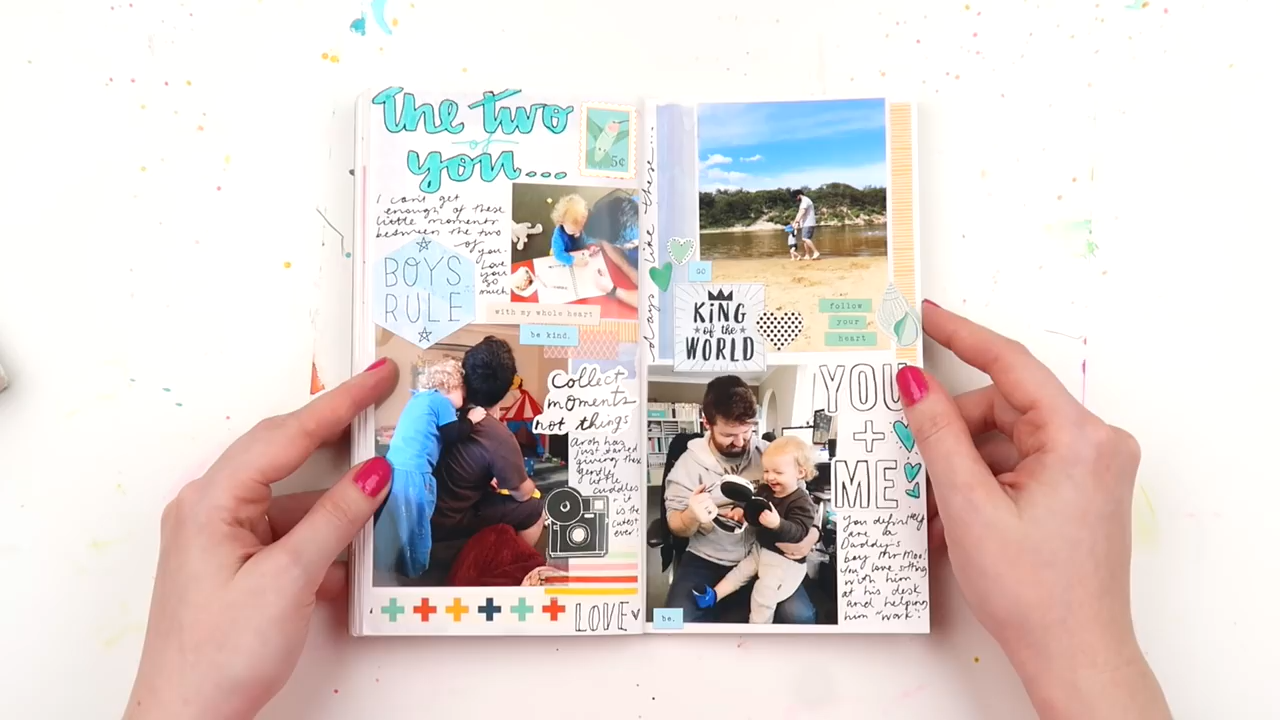 The two
of
you...
5¢
I can't get
enough of these
little moments
between the two
of
you.
Love
you
so
much
BOYS
RULE
with my whole heart
be kind.
Collect
moments
not things
just started
giving these
gentle
little
cuddles
+ it
is the
cutest
ever!
LOVE
days like these...
GO
KING
of the
WORLD
follow
your
heart
YOU
+
ME
you definitely
are a
Daddy's
boy Mr Moo!
You love sitting
with him
at his desk
and helping
him "work".
be.